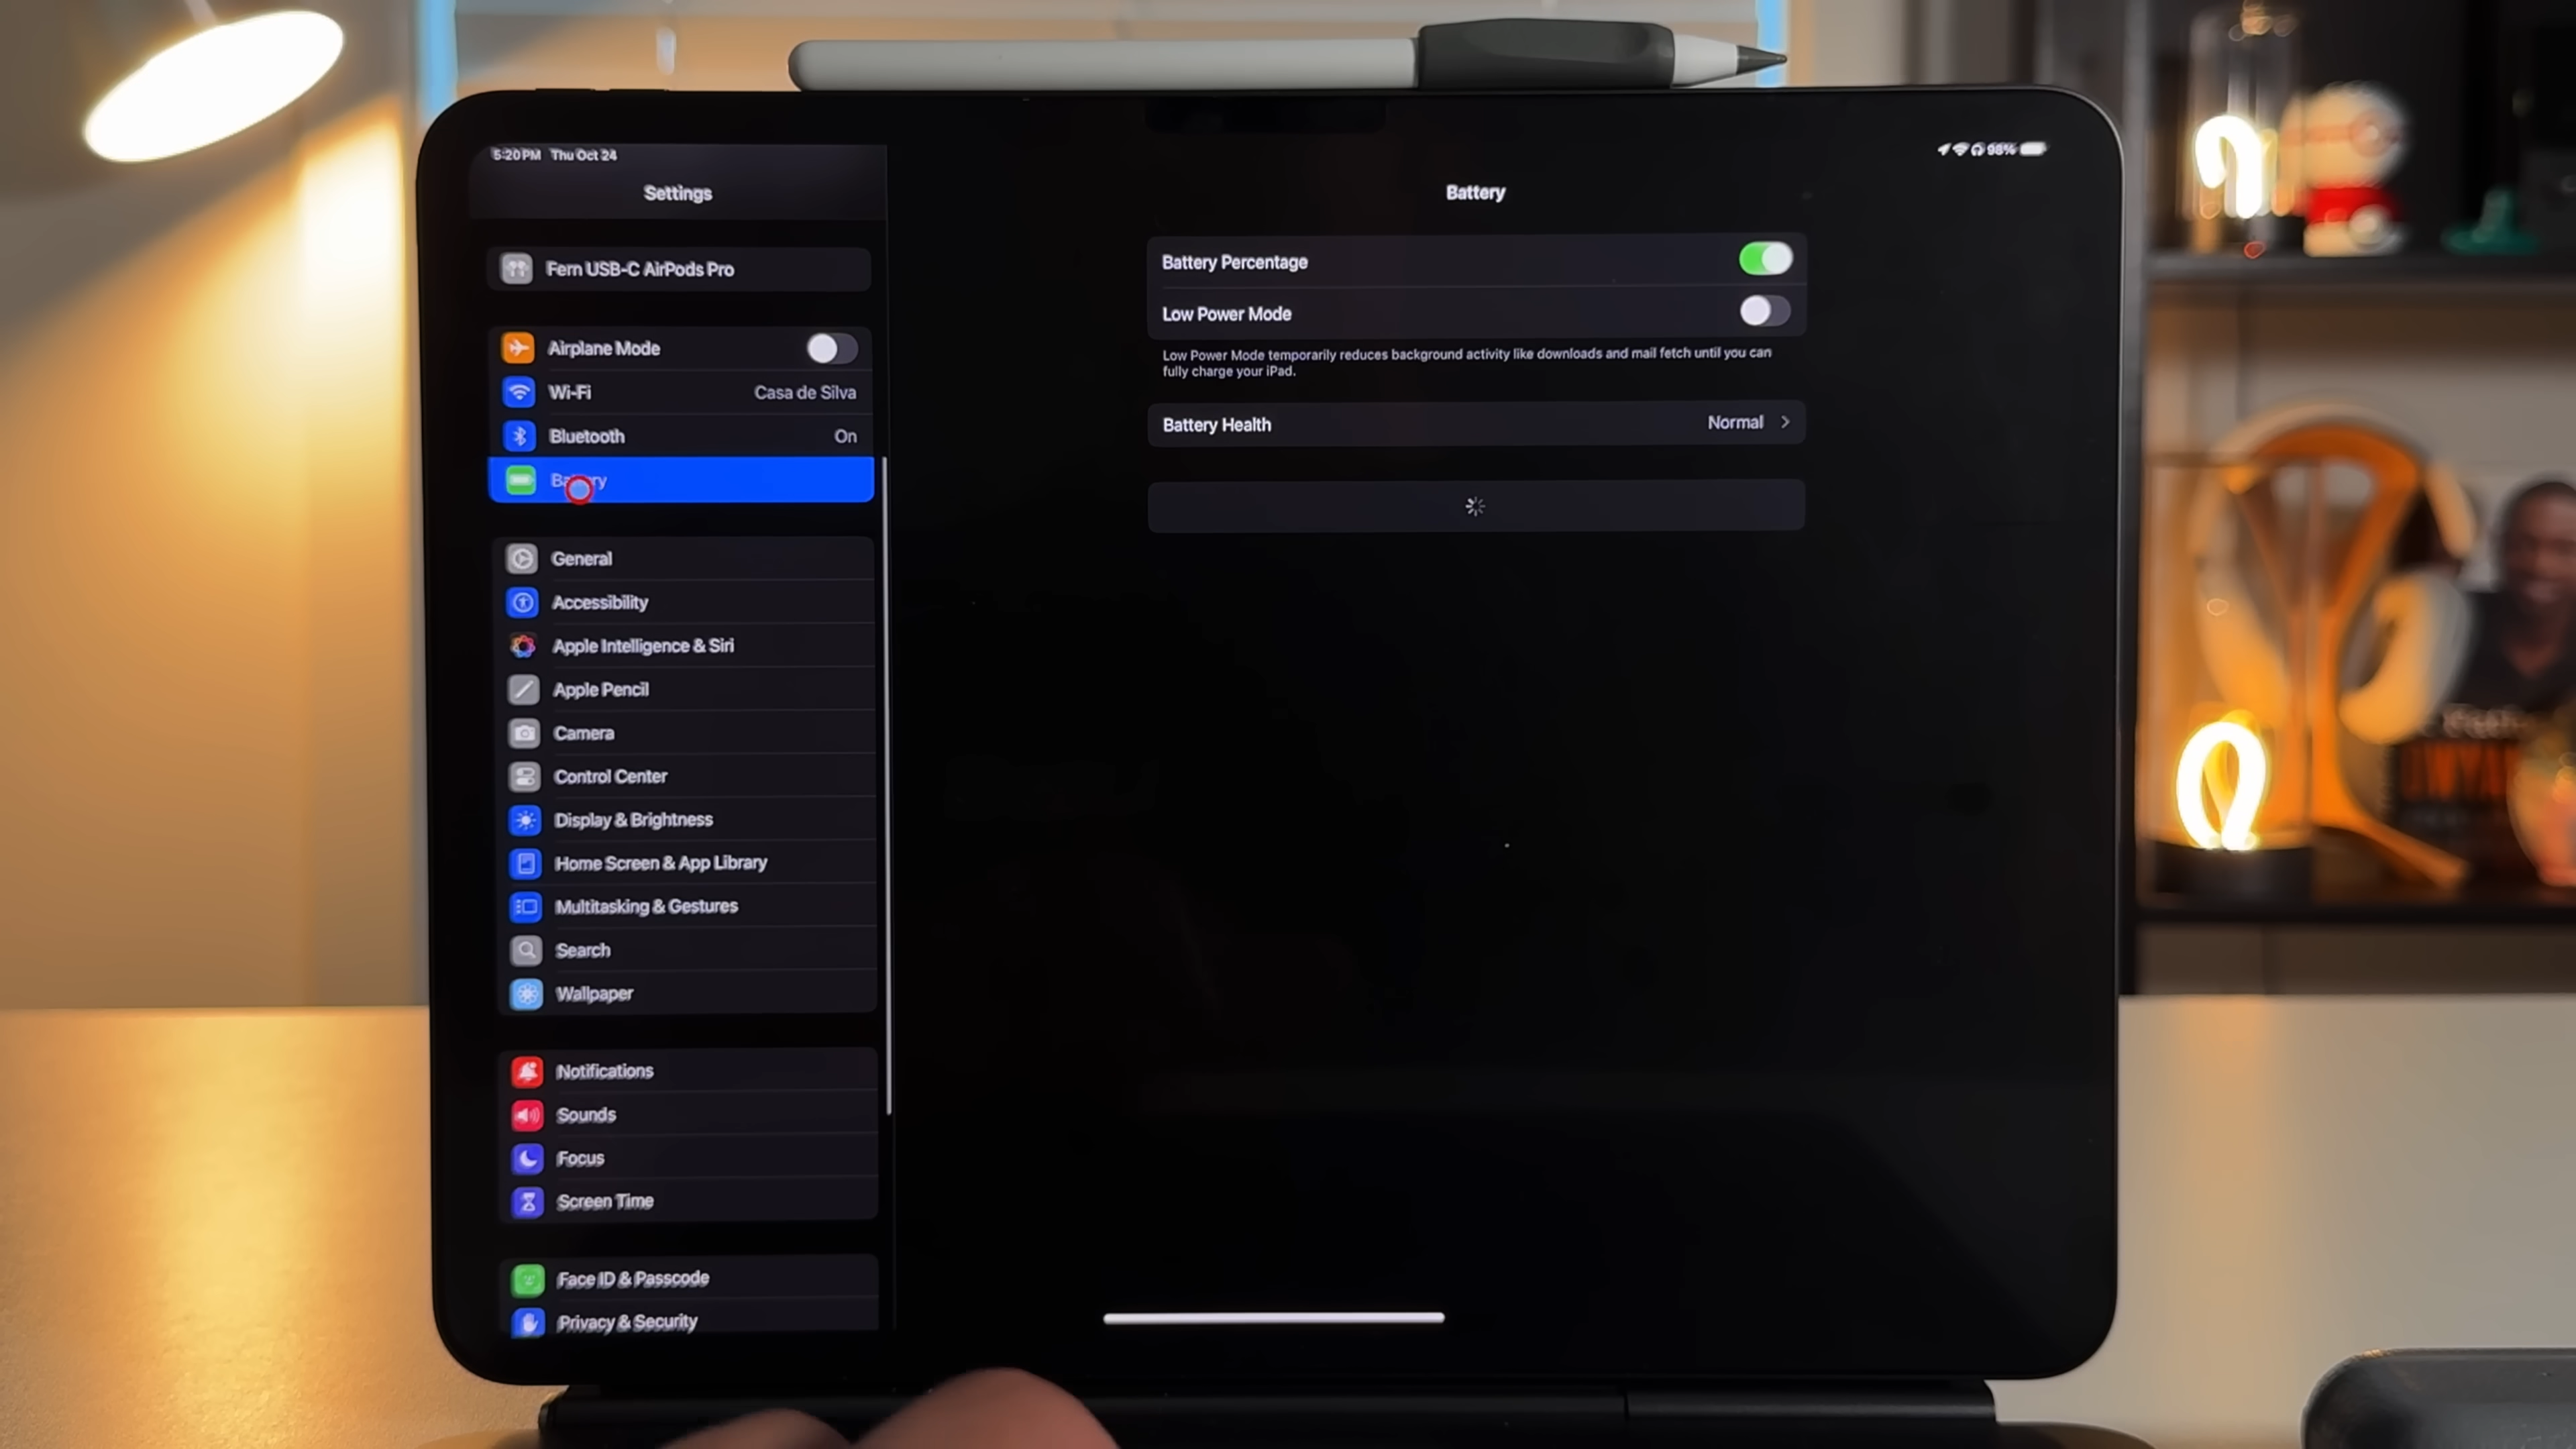 5:20 PM Thu Oct 24
98%
Settings
Fern USB-C AirPods Pro
Airplane Mode
Wi-Fi Casa de Silva
Bluetooth On
Battery
General
Accessibility
Apple Intelligence & Siri
Apple Pencil
Camera
Control Center
Display & Brightness
Home Screen & App Library
Multitasking & Gestures
Search
Wallpaper
Notifications
Sounds
Focus
Screen Time
Face ID & Passcode
Privacy & Security
Battery
Battery Percentage
Low Power Mode
Low Power Mode temporarily reduces background activity like downloads and mail fetch until you can
fully charge your iPad.
Battery Health Normal